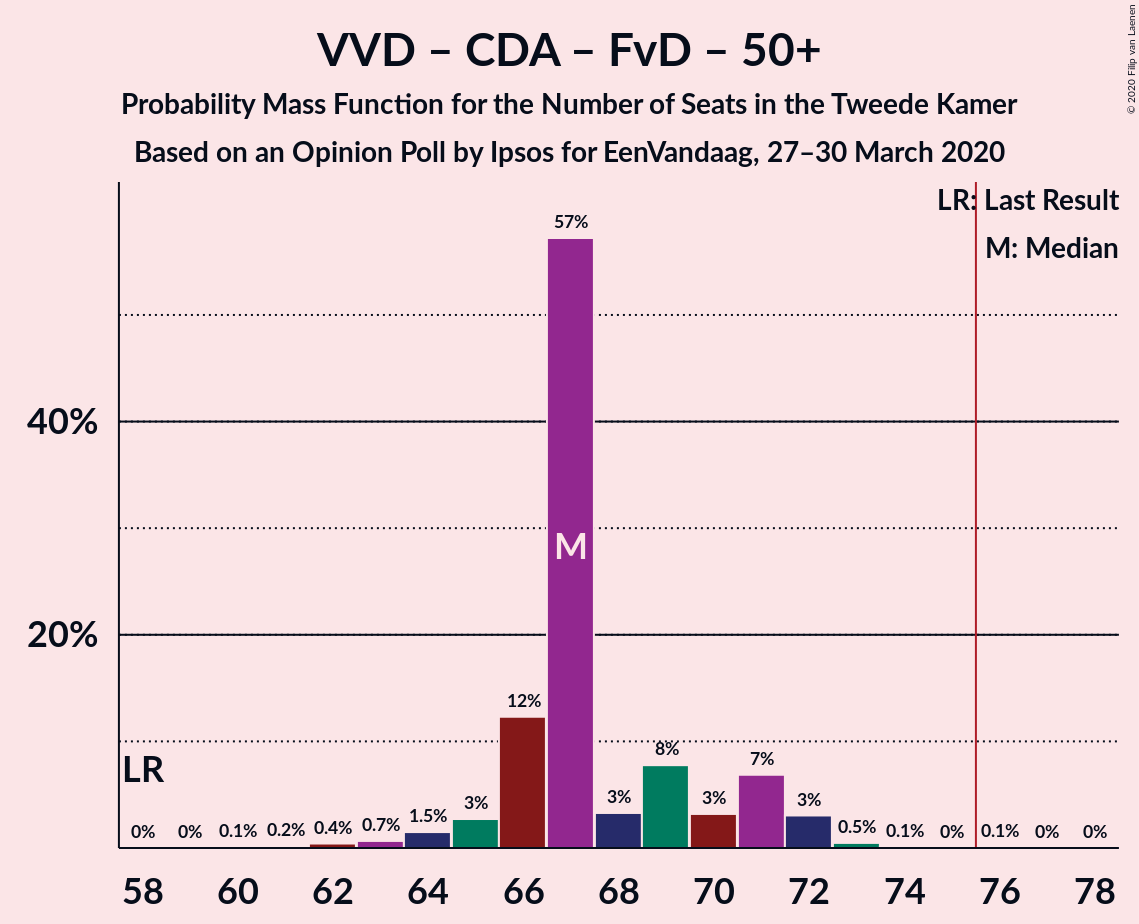 VVD – CDA – FvD – 50+
Probability Mass Function for the Number of Seats in the Tweede Kamer
Based on an Opinion Poll by Ipsos for EenVandaag, 27–30 March 2020
© 2020 Filip van Laenen
LR: Last Result
M: Median
57%
40%
M
20%
12%
8%
7%
LR
3%
3%
3%
3%
0% 0% 0.1% 0.2% 0.4% 0.7% 1.5% 0.5% 0.1% 0% 0.1% 0% 0%
58 60 62 64 66 68 70 72 74 76 78